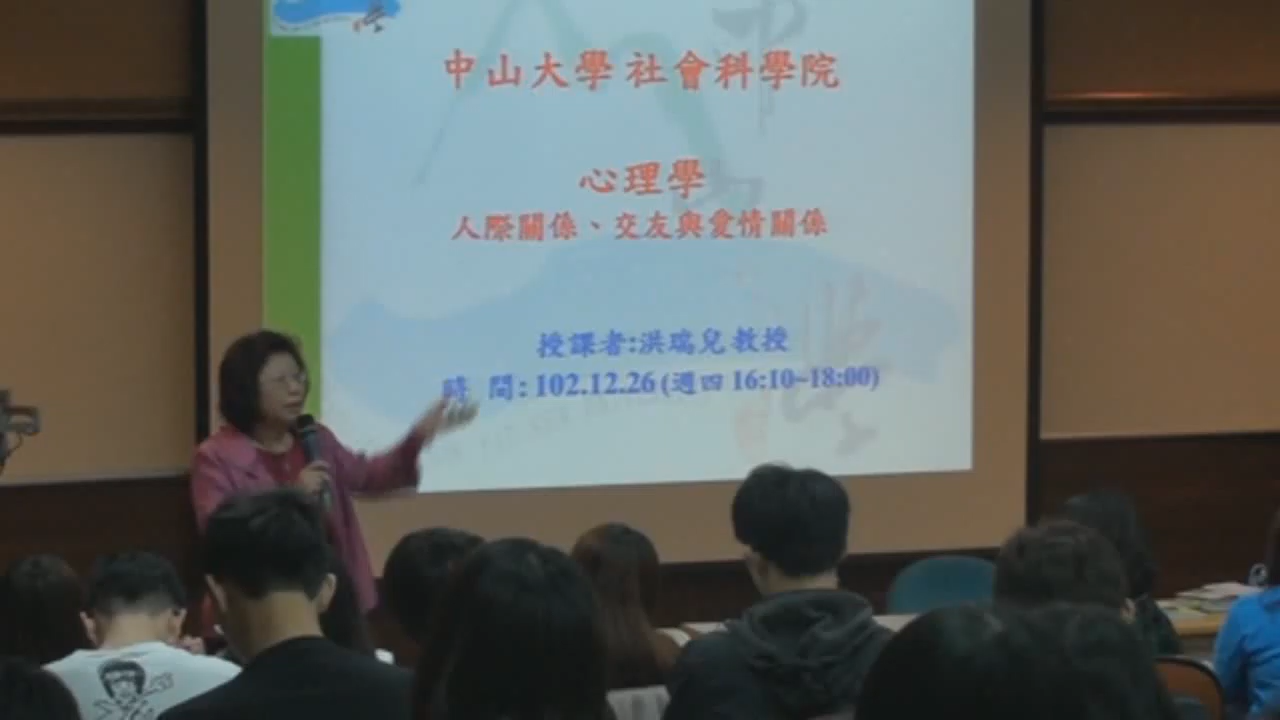 中山大學 社會科學院
心理學
人際關係、交友與愛情關係
授課者:洪瑞兒 教授
時 間: 102.12.26 (週四 16:10~18:00)